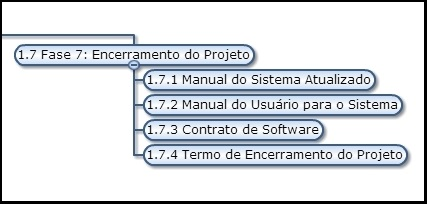 1.7 Fase 7: Encerramento do Projeto
1.7.1 Manual do Sistema Atualizado
1.7.2 Manual do Usuário para o Sistema
1.7.3 Contrato de Software
1.7.4 Termo de Encerramento do Projeto